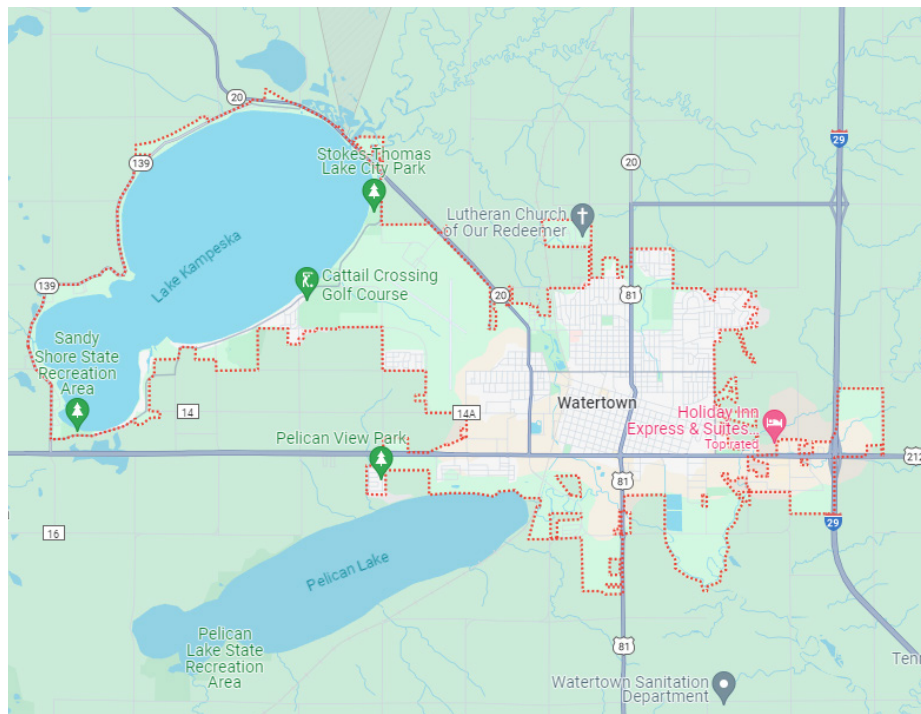 20
139
Stokes-Thomas
Lake City Park
29
20
Lutheran Church
of Our Redeemer
Lake Kampeska
139
Cattail Crossing
Golf Course
20
81
Sandy
Shore State
Recreation
Area
14
14A
Watertown
Holiday Inn
Express & Suites...
Top rated
Pelican View Park
212
81
16
29
Pelican Lake
Pelican
Lake State
Recreation
Area
81
Watertown Sanitation
Department